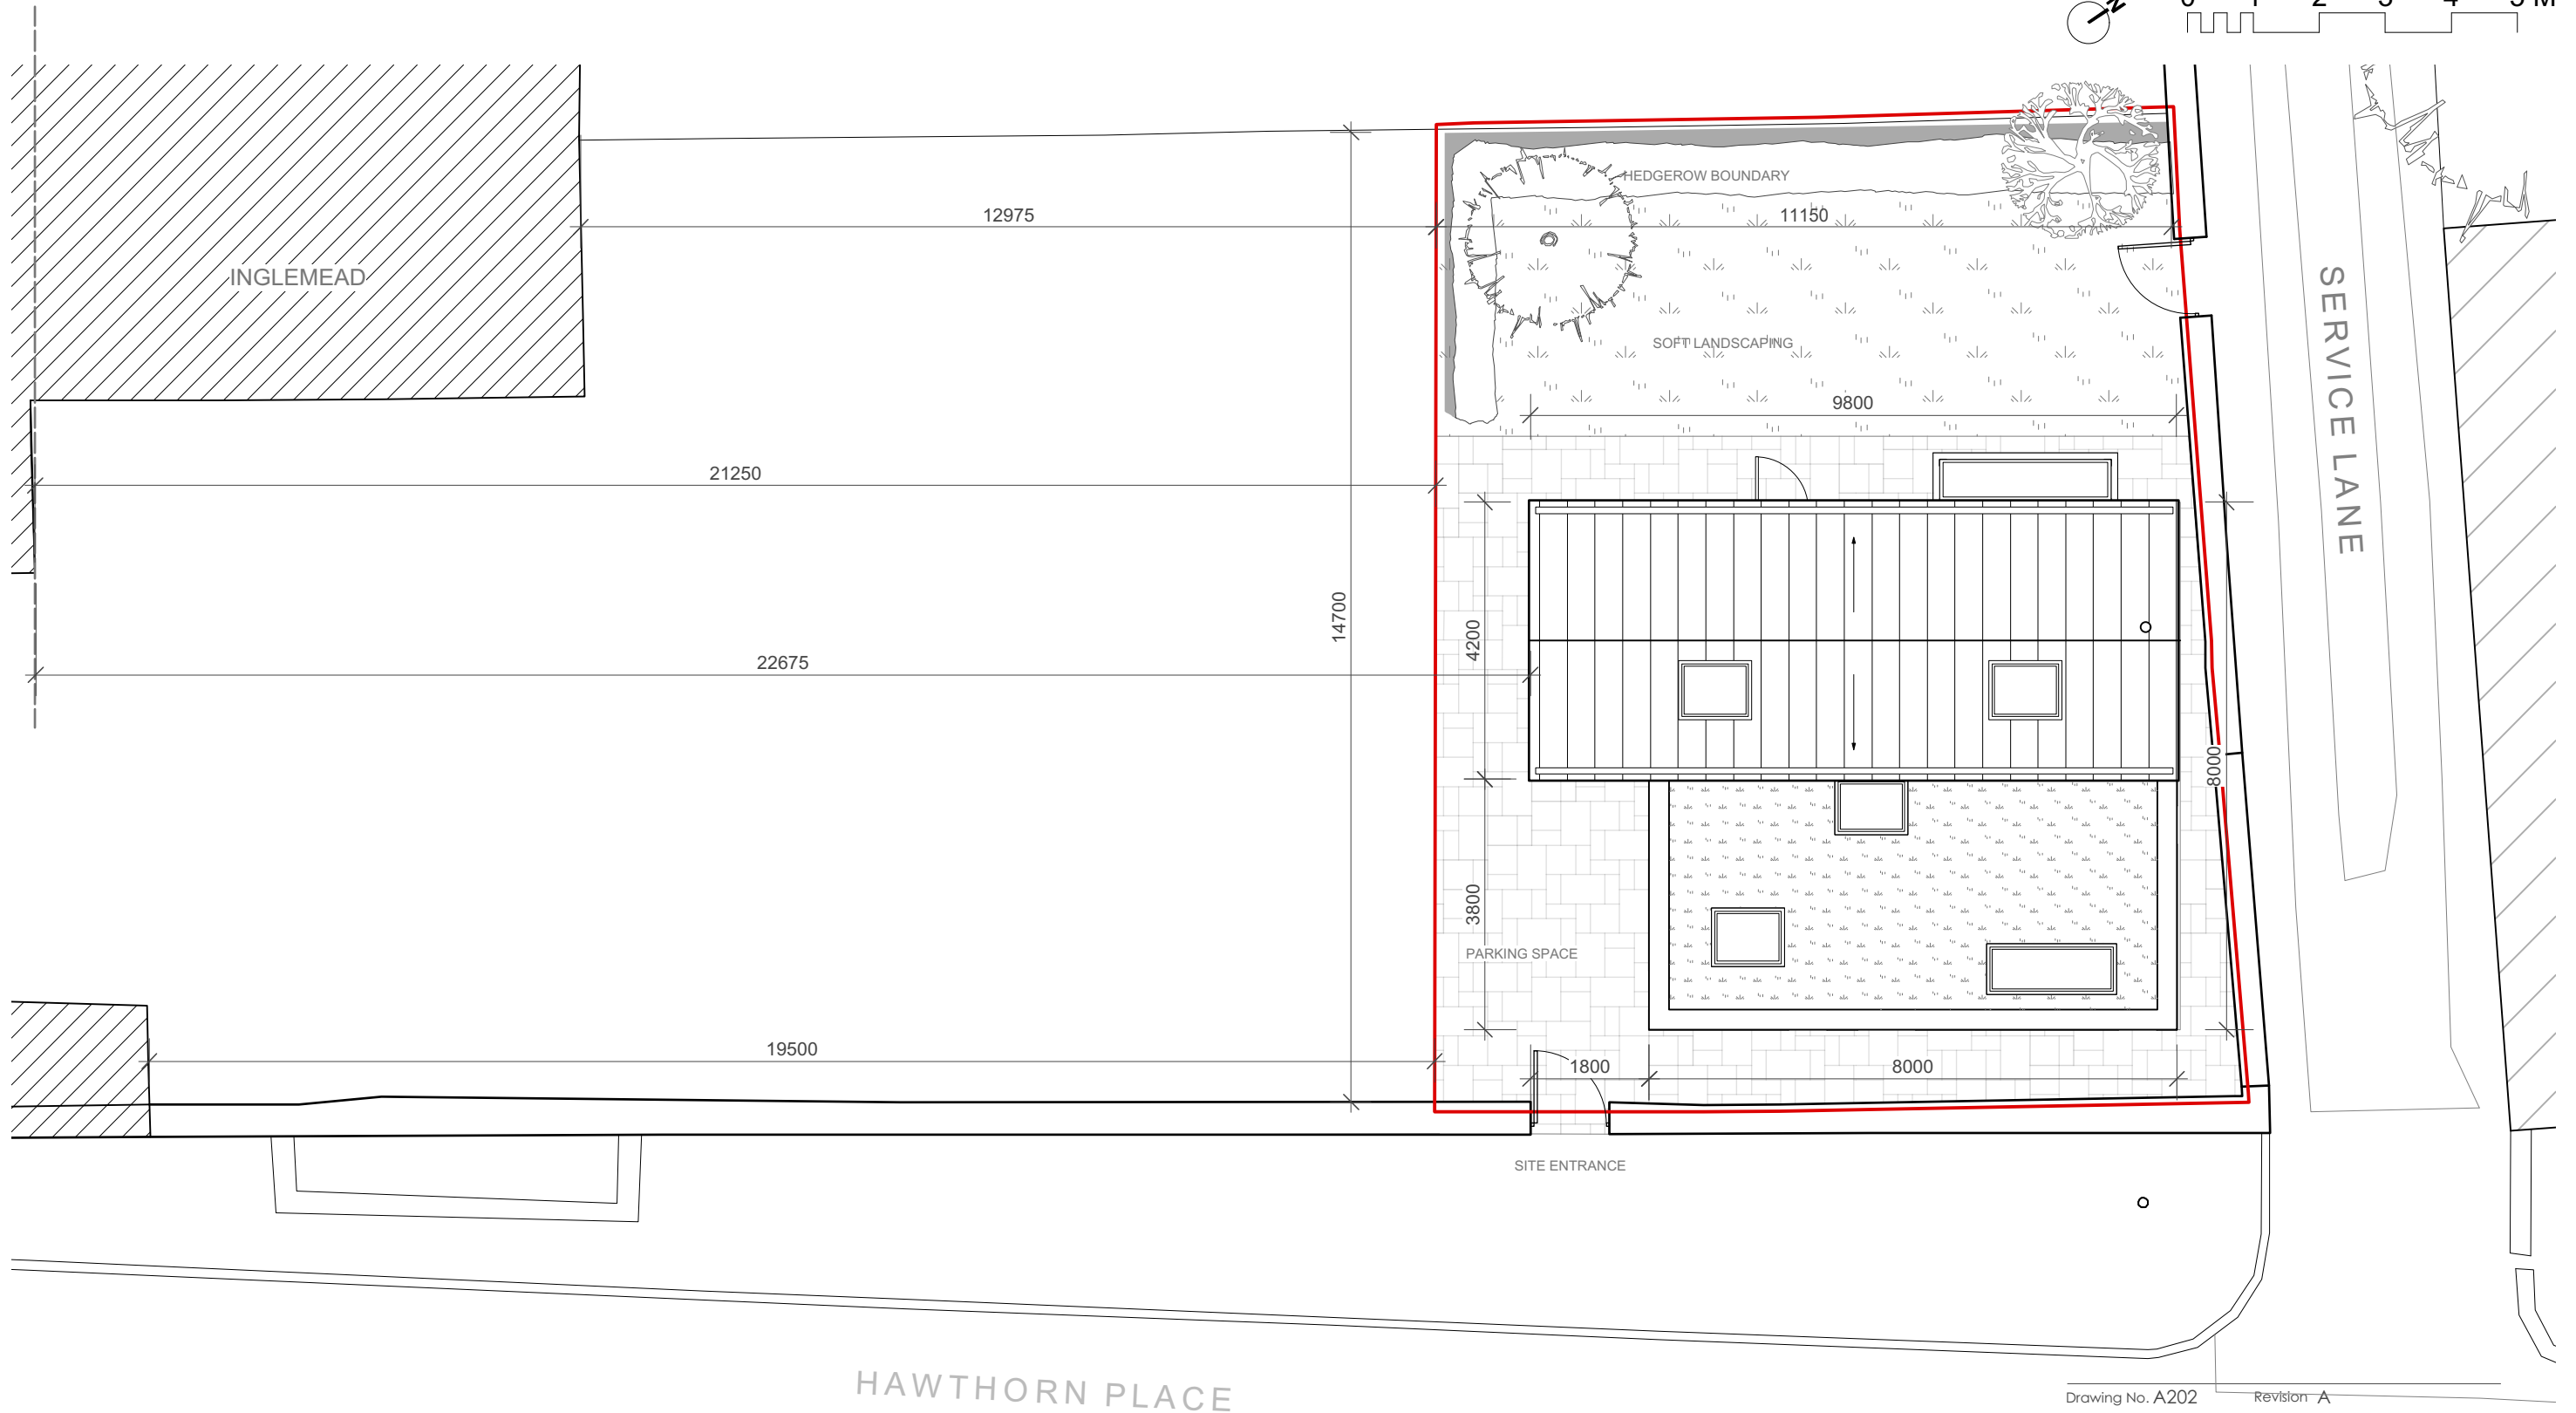 N
0 1 2 3 4 5 M
HEDGEROW BOUNDARY
12975
11150
INGLEMEAD
SERVICE LANE
SOFT LANDSCAPING
9800
21250
14700
4200
22675
8000
3800
PARKING SPACE
19500
1800
8000
SITE ENTRANCE
HAWTHORN PLACE
Drawing No. A202 Revision A